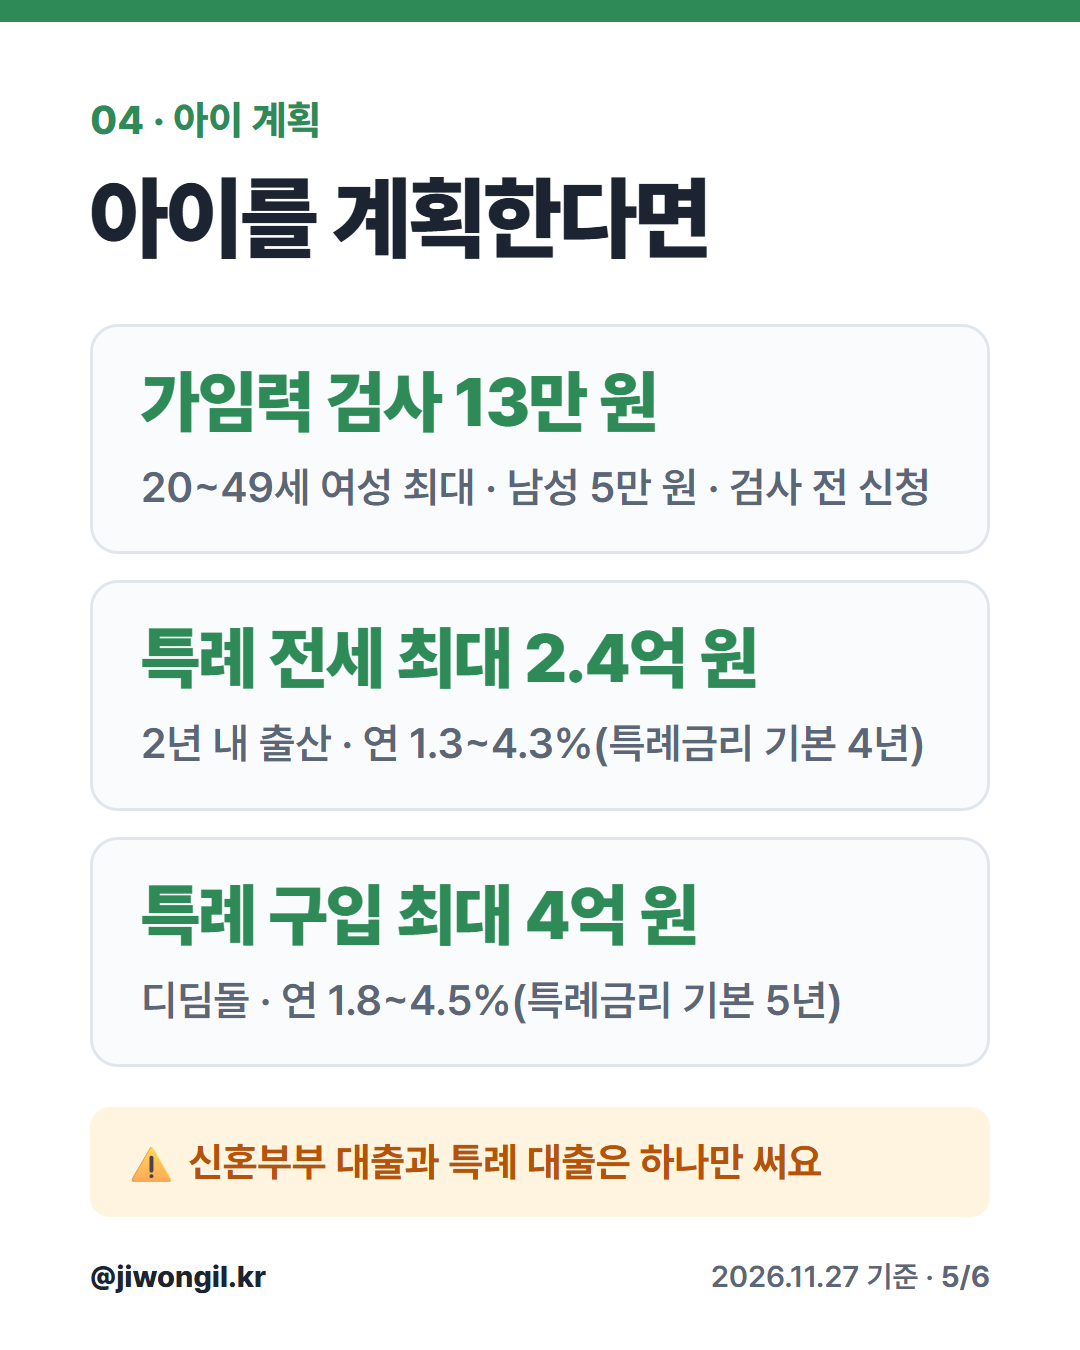 04 · 아이 계획
아이를 계획한다면
가임력 검사 13만 원
20~49세 여성 최대 · 남성 5만 원 · 검사 전 신청
특례 전세 최대 2.4억 원
2년 내 출산 · 연 1.3~4.3%(특례금리 기본 4년)
특례 구입 최대 4억 원
디딤돌 · 연 1.8~4.5%(특례금리 기본 5년)
⚠️ 신혼부부 대출과 특례 대출은 하나만 써요
@jiwongil.kr
2026.11.27 기준 · 5/6